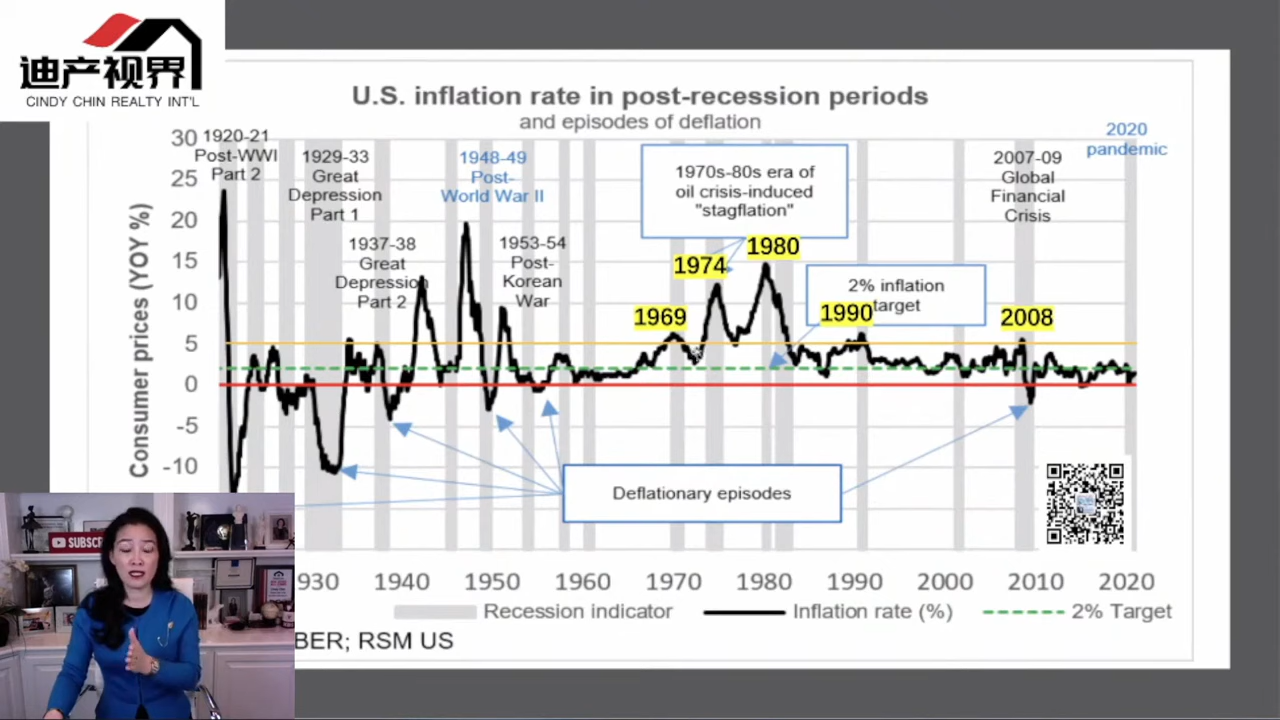 迪产视界
CINDY CHIN REALTY INT'L
U.S. inflation rate in post-recession periods
and episodes of deflation
1920-21
Post-WWI
Part 2
1929-33
Great
Depression
Part 1
1937-38
Great
Depression
Part 2
1948-49
Post-
World War II
1953-54
Post-
Korean
War
1970s-80s era of
oil crisis-induced
"stagflation"
1969
1974
1980
2% inflation
target
1990
2007-09
Global
Financial
Crisis
2008
2020
pandemic
Consumer prices (YOY %)
30
25
20
15
10
5
0
-5
-10
Deflationary episodes
930
1940
1950
1960
1970
1980
1990
2000
2010
2020
Recession indicator
Inflation rate (%)
2% Target
BER; RSM US
SUBSC